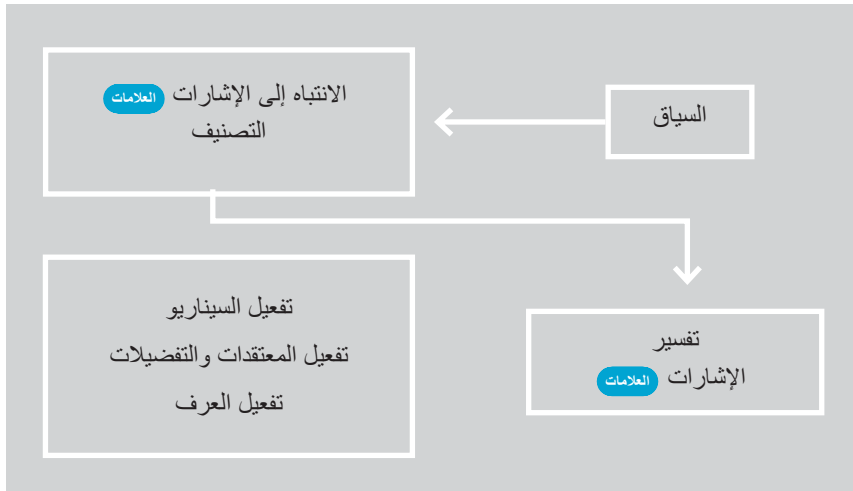 السياق
الانتباه إلى الإشارات العلامات
التصنيف
تفسير
الإشارات العلامات
تفعيل السيناريو
تفعيل المعتقدات والتفضيلات
تفعيل العرف